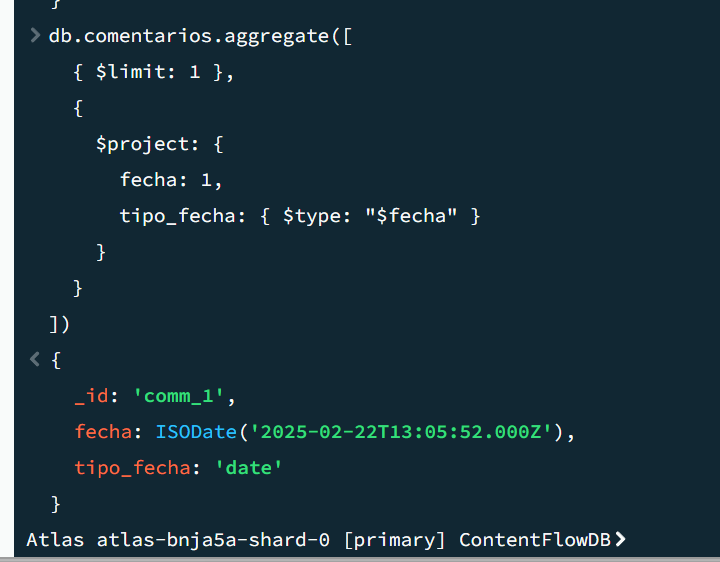 }
> db.comentarios.aggregate([
{ $limit: 1 },
{
$project: {
fecha: 1,
tipo_fecha: { $type: "$fecha" }
}
}
])
< {
_id: 'comm_1',
fecha: ISODate('2025-02-22T13:05:52.000Z'),
tipo_fecha: 'date'
}
Atlas atlas-bnja5a-shard-0 [primary] ContentFlowDB>